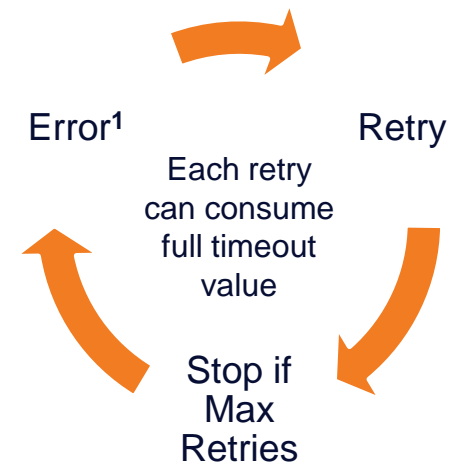 Error¹
Retry
Each retry
can consume
full timeout
value
Stop if
Max
Retries